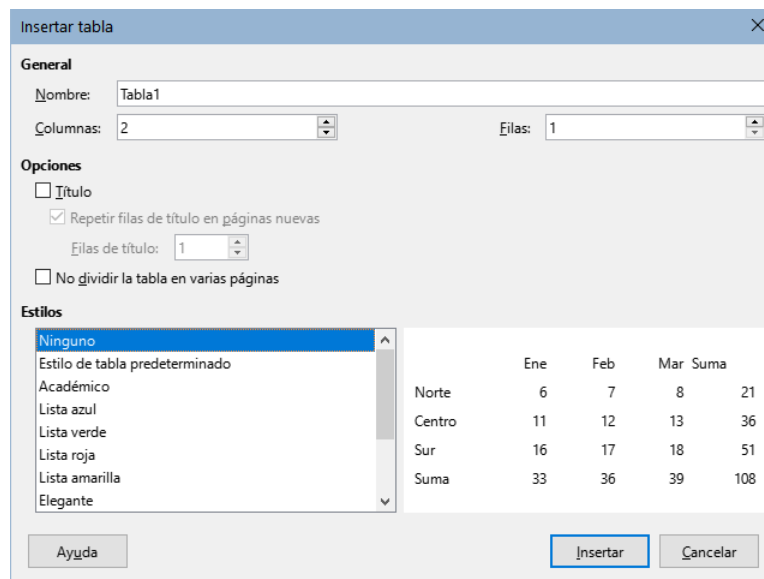 Insertar tabla
General
Nombre: Tabla1
Columnas: 2 Filas: 1
Opciones
Título
Repetir filas de título en páginas nuevas
Filas de título: 1
No dividir la tabla en varias páginas
Estilos
Ninguno
Estilo de tabla predeterminado
Académico
Lista azul
Lista verde
Lista roja
Lista amarilla
Elegante
Ene Feb Mar Suma
Norte 6 7 8 21
Centro 11 12 13 36
Sur 16 17 18 51
Suma 33 36 39 108
Ayuda Insertar Cancelar